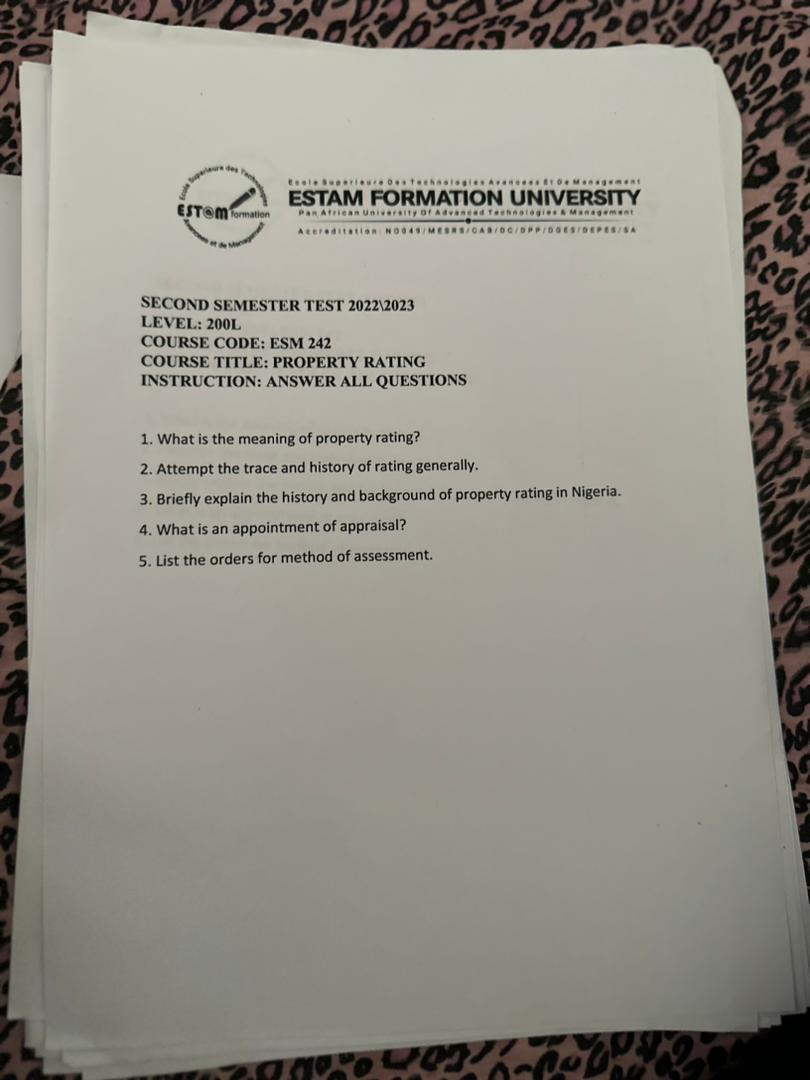 Ecole Superieure des Technologies
EST@M formation
Avancees et de Management
Ecole Superieure Des Technologies Avancees Et De Management
ESTAM FORMATION UNIVERSITY
Pan African University Of Advanced Technologies & Management
Accreditation: N0049/MESRS/CAB/DC/DPP/DGES/DEPES/SA
SECOND SEMESTER TEST 2022\2023
LEVEL: 200L
COURSE CODE: ESM 242
COURSE TITLE: PROPERTY RATING
INSTRUCTION: ANSWER ALL QUESTIONS
1. What is the meaning of property rating?
2. Attempt the trace and history of rating generally.
3. Briefly explain the history and background of property rating in Nigeria.
4. What is an appointment of appraisal?
5. List the orders for method of assessment.